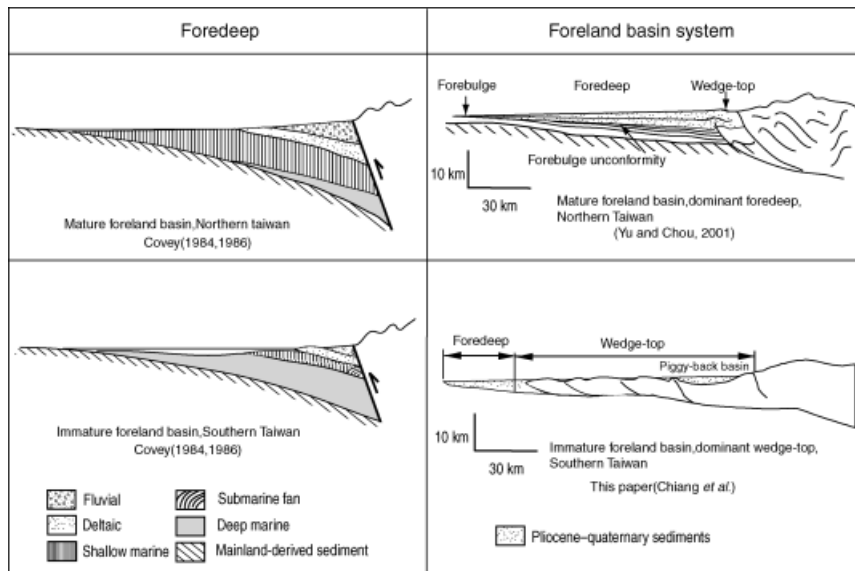 Foredeep
Foreland basin system
Mature foreland basin,Northern taiwan
Covey(1984,1986)
Forebulge
Foredeep
Wedge-top
Forebulge unconformity
10 km
30 km
Mature foreland basin,dominant foredeep,
Northern Taiwan
(Yu and Chou, 2001)
Immature foreland basin,Southern Taiwan
Covey(1984,1986)
Fluvial
Submarine fan
Deltaic
Deep marine
Shallow marine
Mainland-derived sediment
Foredeep
Wedge-top
Piggy-back basin
10 km
30 km
Immature foreland basin,dominant wedge-top,
Southern Taiwan
This paper(Chiang et al.)
Pliocene–quaternary sediments